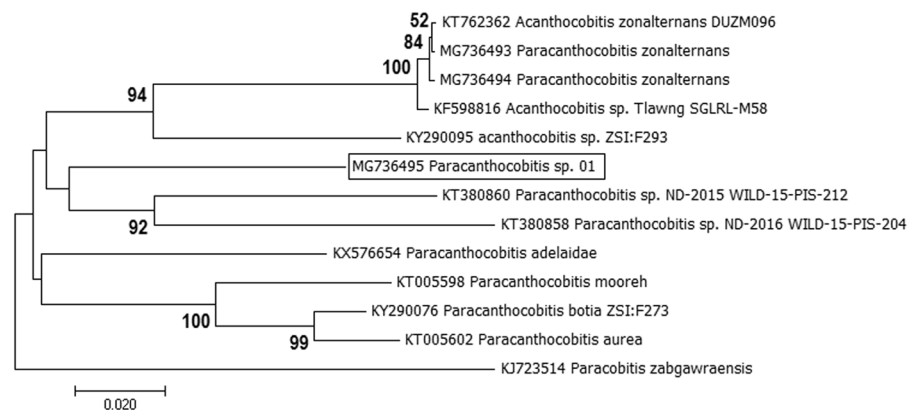 52 KT762362 Acanthocobitis zonalternans DUZM096
84
MG736493 Paracanthocobitis zonalternans
100
MG736494 Paracanthocobitis zonalternans
94
KF598816 Acanthocobitis sp. Tlawng SGLRL-M58
KY290095 acanthocobitis sp. ZSI:F293
MG736495 Paracanthocobitis sp. 01
KT380860 Paracanthocobitis sp. ND-2015 WILD-15-PIS-212
92
KT380858 Paracanthocobitis sp. ND-2016 WILD-15-PIS-204
KX576654 Paracanthocobitis adelaidae
KT005598 Paracanthocobitis mooreh
100
KY290076 Paracanthocobitis botia ZSI:F273
99
KT005602 Paracanthocobitis aurea
KJ723514 Paracobitis zabgawraensis
0.020